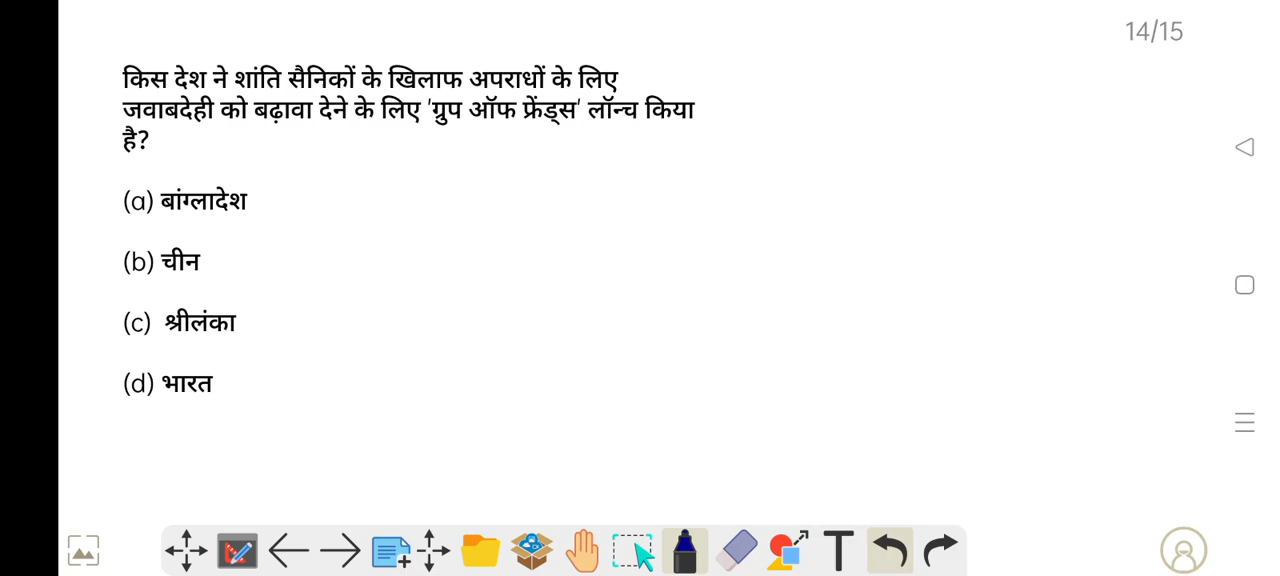 14/15
किस देश ने शांति सैनिकों के खिलाफ अपराधों के लिए
जवाबदेही को बढ़ावा देने के लिए 'ग्रुप ऑफ फ्रेंड्स' लॉन्च किया
है?
(a) बांग्लादेश
(b) चीन
(c) श्रीलंका
(d) भारत
T